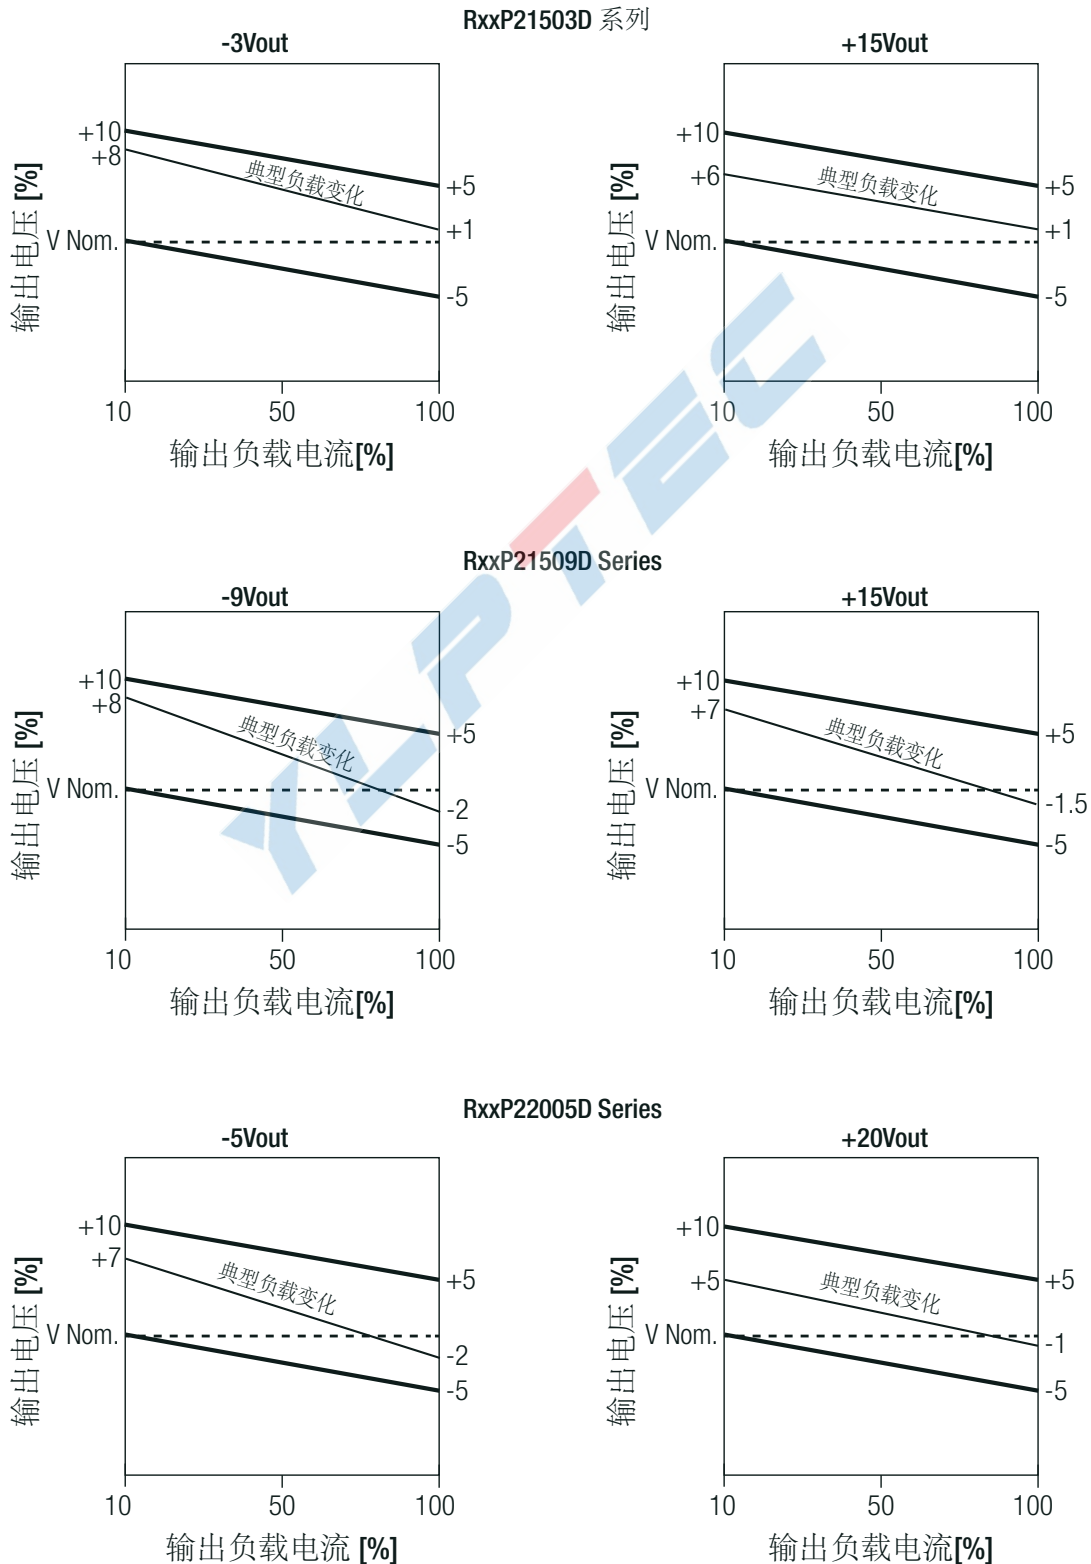 RxxP21503D 系列
-3Vout
+10
+8
V Nom.
典型负载变化
+5
+1
-5
输出电压 [%]
10 50 100
输出负载电流[%]
+15Vout
+10
+6
V Nom.
典型负载变化
+5
+1
-5
输出电压 [%]
10 50 100
输出负载电流[%]
YLPTEC
RxxP21509D Series
-9Vout
+10
+8
V Nom.
典型负载变化
+5
-2
-5
输出电压 [%]
10 50 100
输出负载电流[%]
+15Vout
+10
+7
V Nom.
典型负载变化
+5
-1.5
-5
输出电压 [%]
10 50 100
输出负载电流[%]
RxxP22005D Series
-5Vout
+10
+7
V Nom.
典型负载变化
+5
-2
-5
输出电压 [%]
10 50 100
输出负载电流 [%]
+20Vout
+10
+5
V Nom.
典型负载变化
+5
-1
-5
输出电压 [%]
10 50 100
输出负载电流[%]